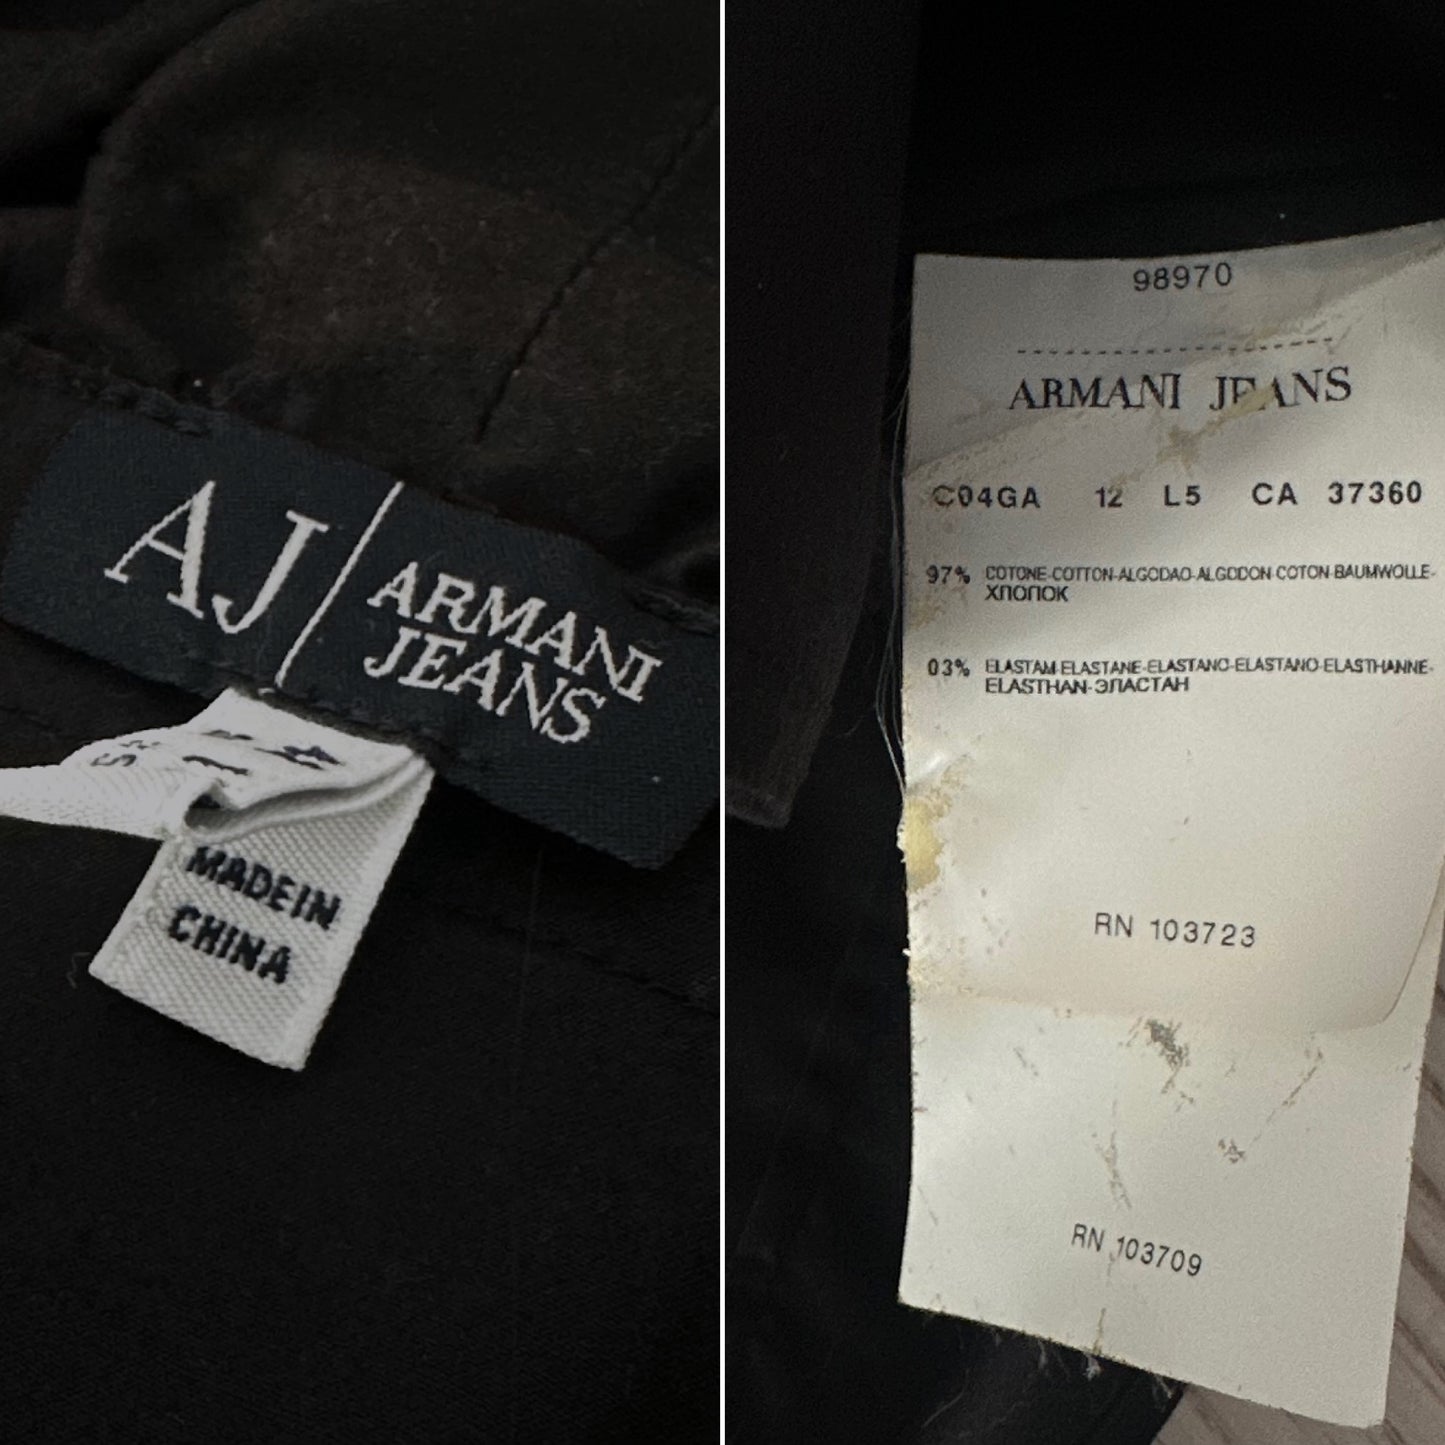 AJ
ARMANI
JEANS
MADE IN
CHINA
98970
ARMANI JEANS
C04GA 12 L5 CA 37360
97% COTONE-COTTON-ALGODAO-ALGODON-COTON-BAUMWOLLE-
ХЛОПОК
03% ELASTAM-ELASTANE-ELASTANO-ELASTANO-ELASTHANNE-
ELASTHAN-ЭЛАСТАН
RN 103723
RN 103709